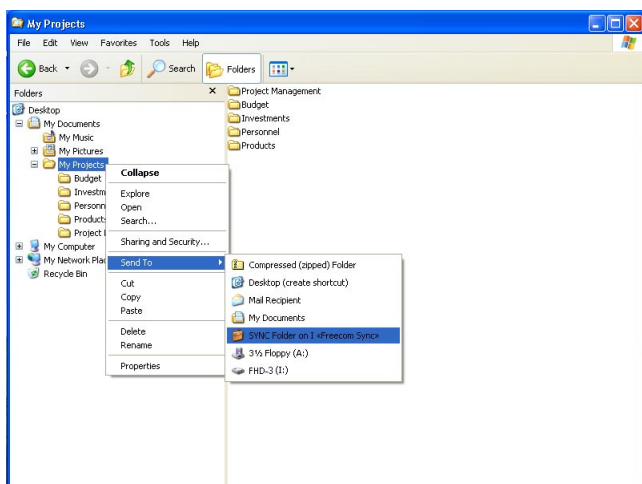 My Projects
File Edit View Favorites Tools Help
Back Search Folders
Folders
Desktop
My Documents
My Music
My Pictures
My Projects
Budget
Investm
Personn
Product
Project
My Computer
My Network Pla
Recycle Bin
Project Management
Budget
Investments
Personnel
Products
Collapse
Explore
Open
Search...
Sharing and Security...
Send To
Cut
Copy
Paste
Delete
Rename
Properties
Compressed (zipped) Folder
Desktop (create shortcut)
Mail Recipient
My Documents
SYNC Folder on I «Freecom Sync»
3½ Floppy (A:)
FHD-3 (I:)